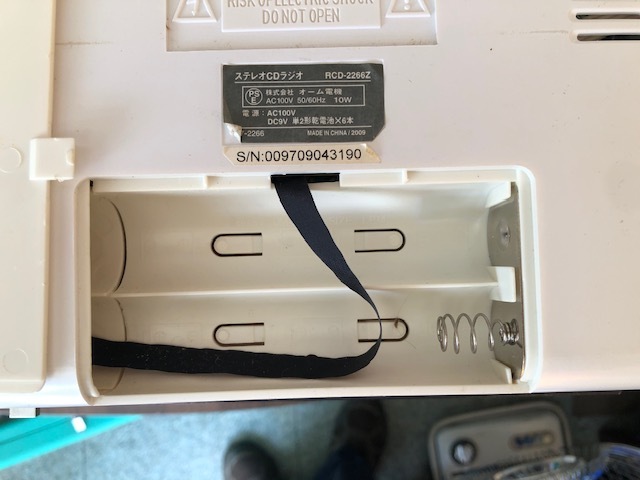 RISK OF ELECTRIC SHOCK
DO NOT OPEN
ステレオCDラジオ RCD-2266Z
PSE 株式会社 オーム電機
AC100V 50/60Hz 10W
電源：AC100V
DC9V 単2形乾電池×6本
-2266 MADE IN CHINA / 2009
S/N:009709043190